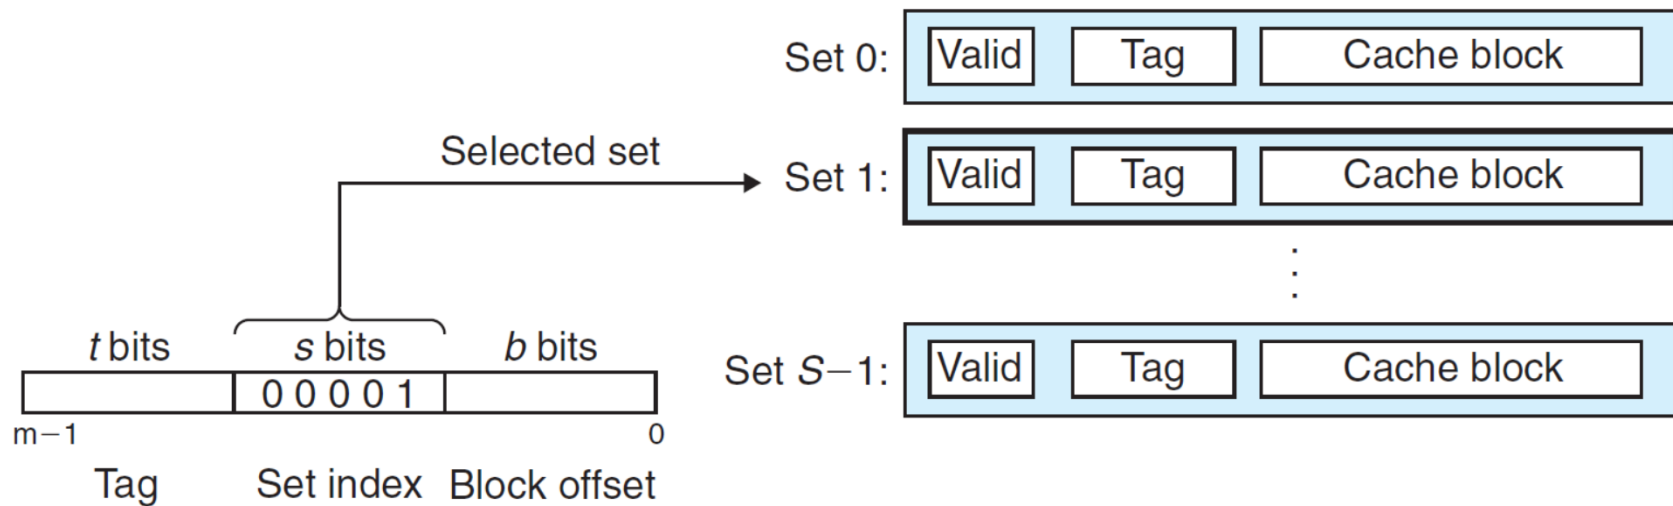 Set 0: Valid Tag Cache block
Selected set
Set 1: Valid Tag Cache block
⋮
t bits s bits b bits
Set S−1: Valid Tag Cache block
0 0 0 0 1
m−1 0
Tag Set index Block offset